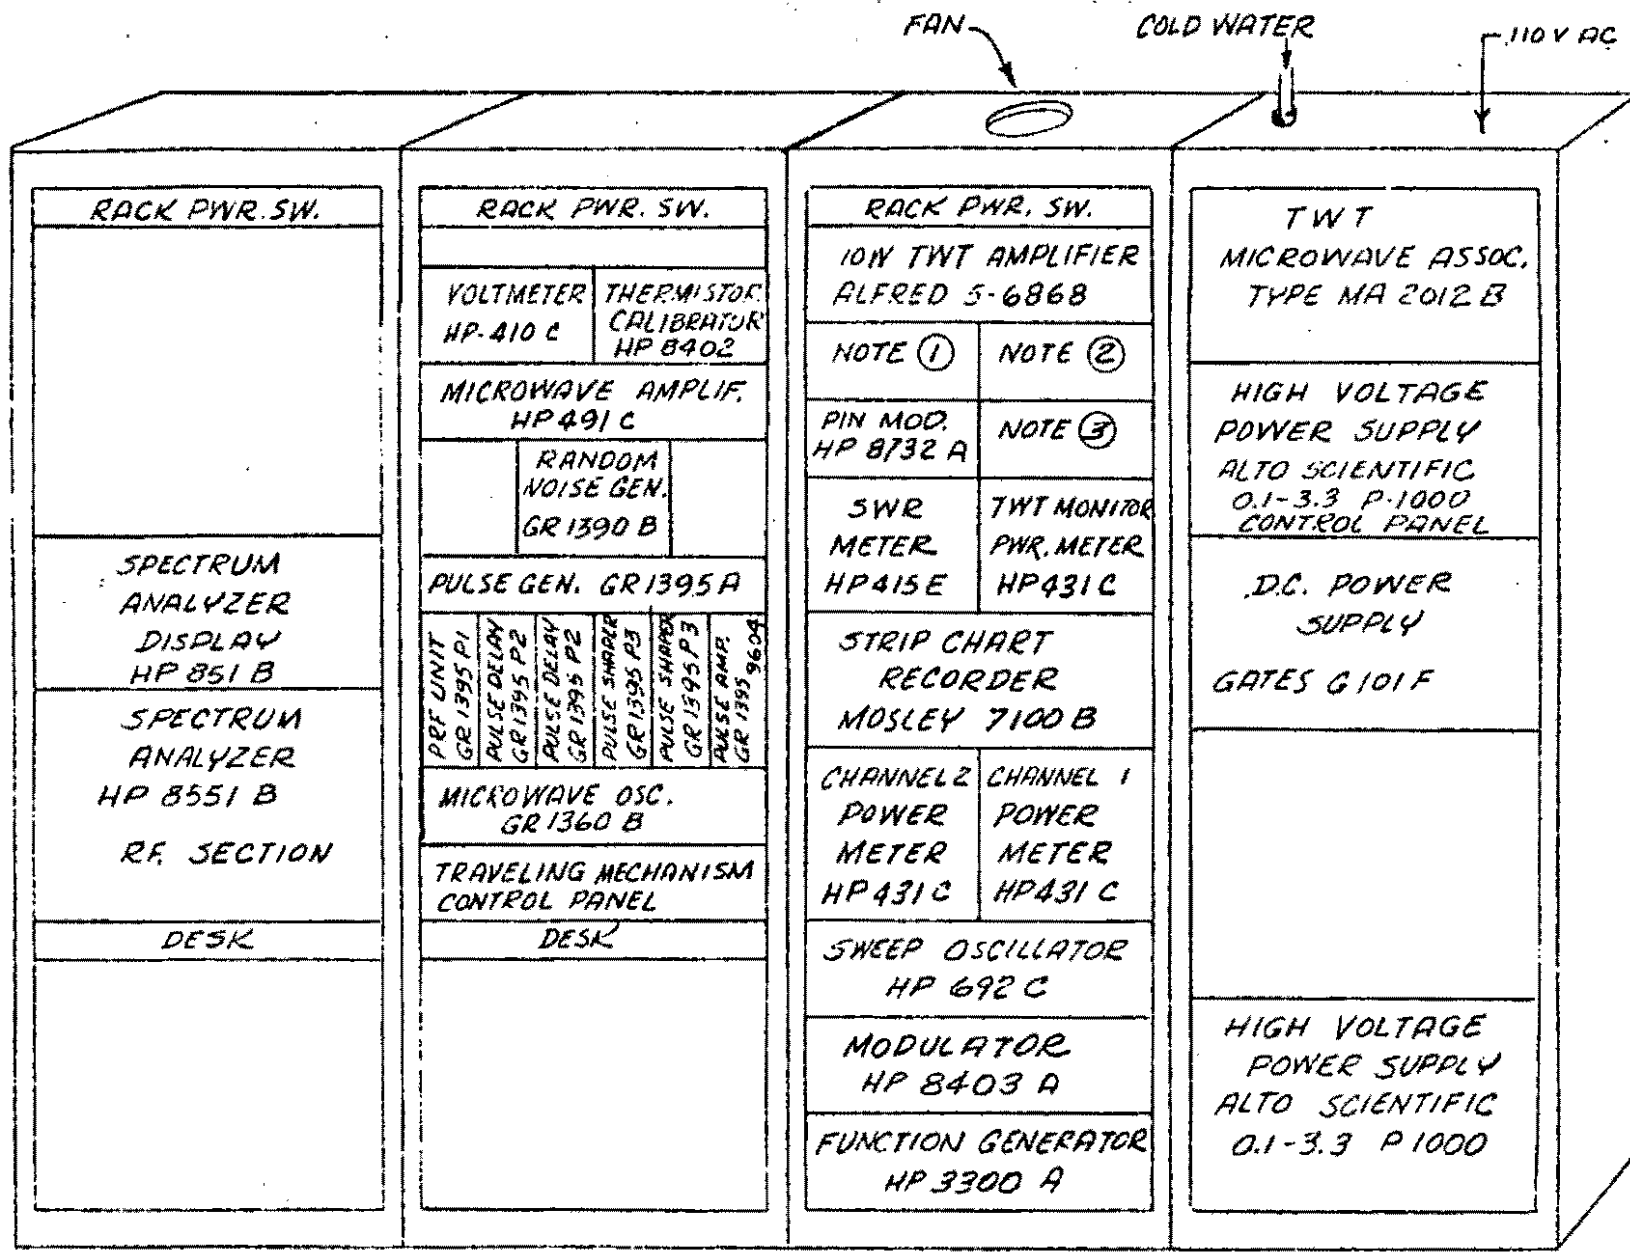 FAN
COLD WATER
110 V AC
RACK PWR. SW.
SPECTRUM
ANALYZER
DISPLAY
HP 851 B
SPECTRUM
ANALYZER
HP 8551 B
RF. SECTION
DESK
RACK PWR. SW.
VOLTMETER
HP-410 C
THERMISTOR
CALIBRATOR
HP 8402
MICROWAVE AMPLIF.
HP 491 C
RANDOM
NOISE GEN.
GR 1390 B
PULSE GEN. GR 1395 A
PRF UNIT
GR 1395 P1
PULSE DELAY
GR 1395 P2
PULSE DELAY
GR 1395 P2
PULSE SHAPER
GR 1395 P3
PULSE SHAPER
GR 1395 P3
PULSE AMP.
GR 1395 9604
MICROWAVE OSC.
GR 1360 B
TRAVELING MECHANISM
CONTROL PANEL
DESK
RACK PWR. SW.
10W TWT AMPLIFIER
ALFRED 5-6868
NOTE 1
NOTE 2
PIN MOD.
HP 8732 A
NOTE 3
SWR
METER
HP 415 E
TWT MONITOR
PWR. METER
HP 431 C
STRIP CHART
RECORDER
MOSLEY 7100 B
CHANNEL 2
POWER
METER
HP 431 C
CHANNEL 1
POWER
METER
HP 431 C
SWEEP OSCILLATOR
HP 692 C
MODULATOR
HP 8403 A
FUNCTION GENERATOR
HP 3300 A
TWT
MICROWAVE ASSOC.
TYPE MA 2012 B
HIGH VOLTAGE
POWER SUPPLY
ALTO SCIENTIFIC
0.1-3.3 P-1000
CONTROL PANEL
D.C. POWER
SUPPLY
GATES G 101 F
HIGH VOLTAGE
POWER SUPPLY
ALTO SCIENTIFIC
0.1-3.3 P 1000